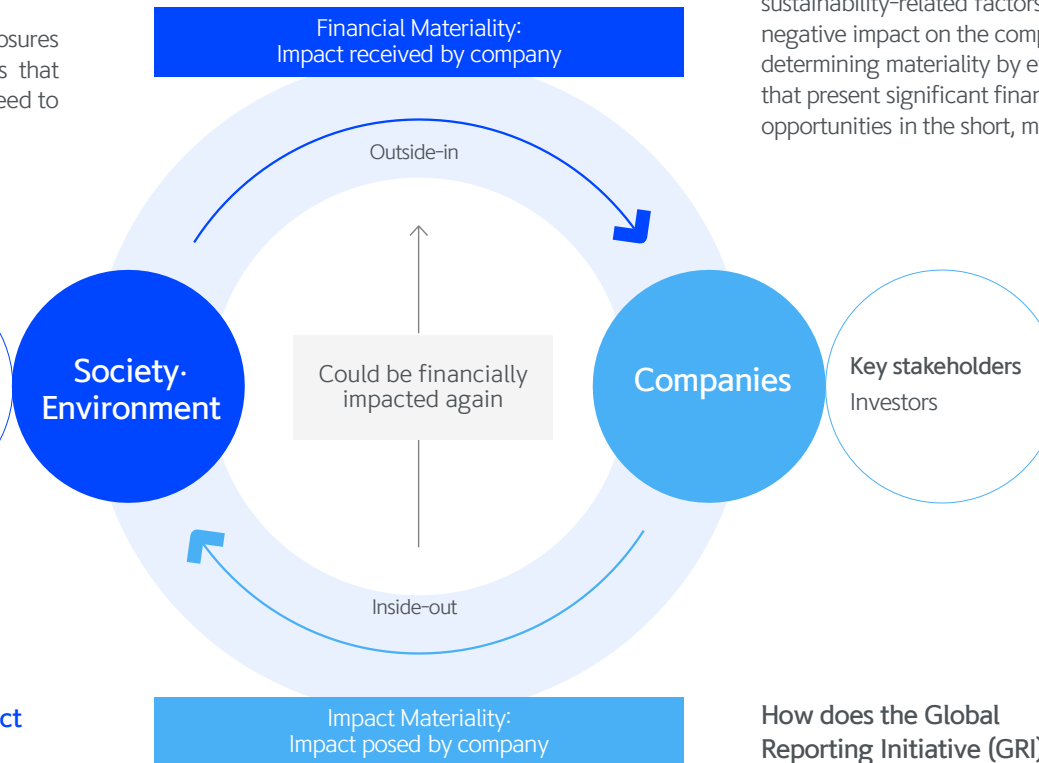 osures
s that
eed to
Financial Materiality:
Impact received by company
sustainability-related factors
negative impact on the comp
determining materiality by e
that present significant finan
opportunities in the short, m
Outside-in
Society·
Environment
Could be financially
impacted again
Companies
Key stakeholders
Investors
Inside-out
ct
Impact Materiality:
Impact posed by company
How does the Global
Reporting Initiative (GRI)